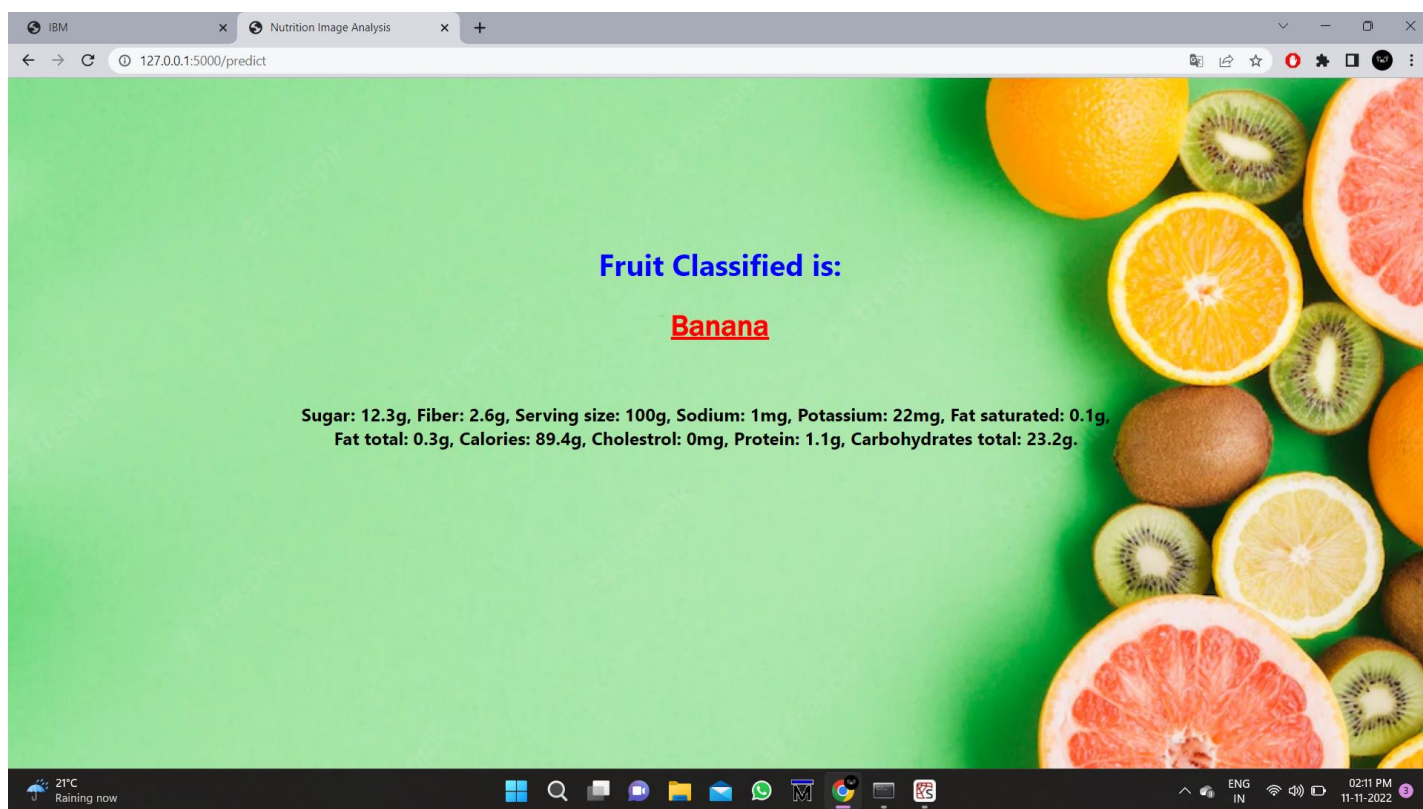 IBM
Nutrition Image Analysis
127.0.0.1:5000/predict
Fruit Classified is:
Banana
Sugar: 12.3g, Fiber: 2.6g, Serving size: 100g, Sodium: 1mg, Potassium: 22mg, Fat saturated: 0.1g,
Fat total: 0.3g, Calories: 89.4g, Cholestrol: 0mg, Protein: 1.1g, Carbohydrates total: 23.2g.
21°C
Raining now
ENG
IN
02:11 PM
11-11-2022
3